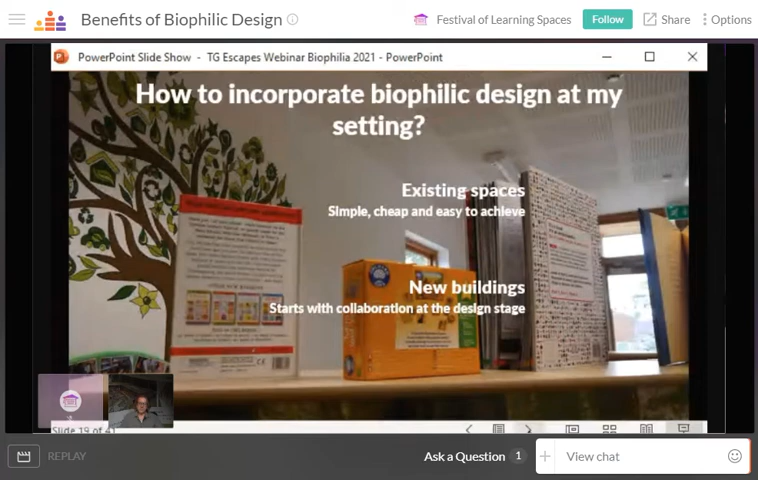 Benefits of Biophilic Design
Festival of Learning Spaces
Follow
Share
Options
PowerPoint Slide Show - TG Escapes Webinar Biophilia 2021 - PowerPoint
How to incorporate biophilic design at my
setting?
Existing spaces
Simple, cheap and easy to achieve
New buildings
Starts with collaboration at the design stage
Slide 19 of 41
REPLAY
Ask a Question 1
View chat